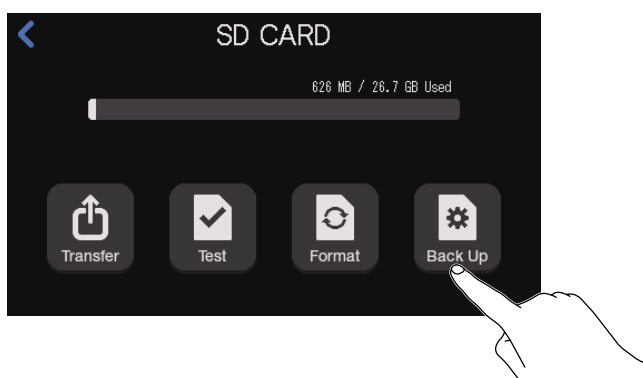 SD CARD
626 MB / 26.7 GB Used
Transfer Test Format Back Up